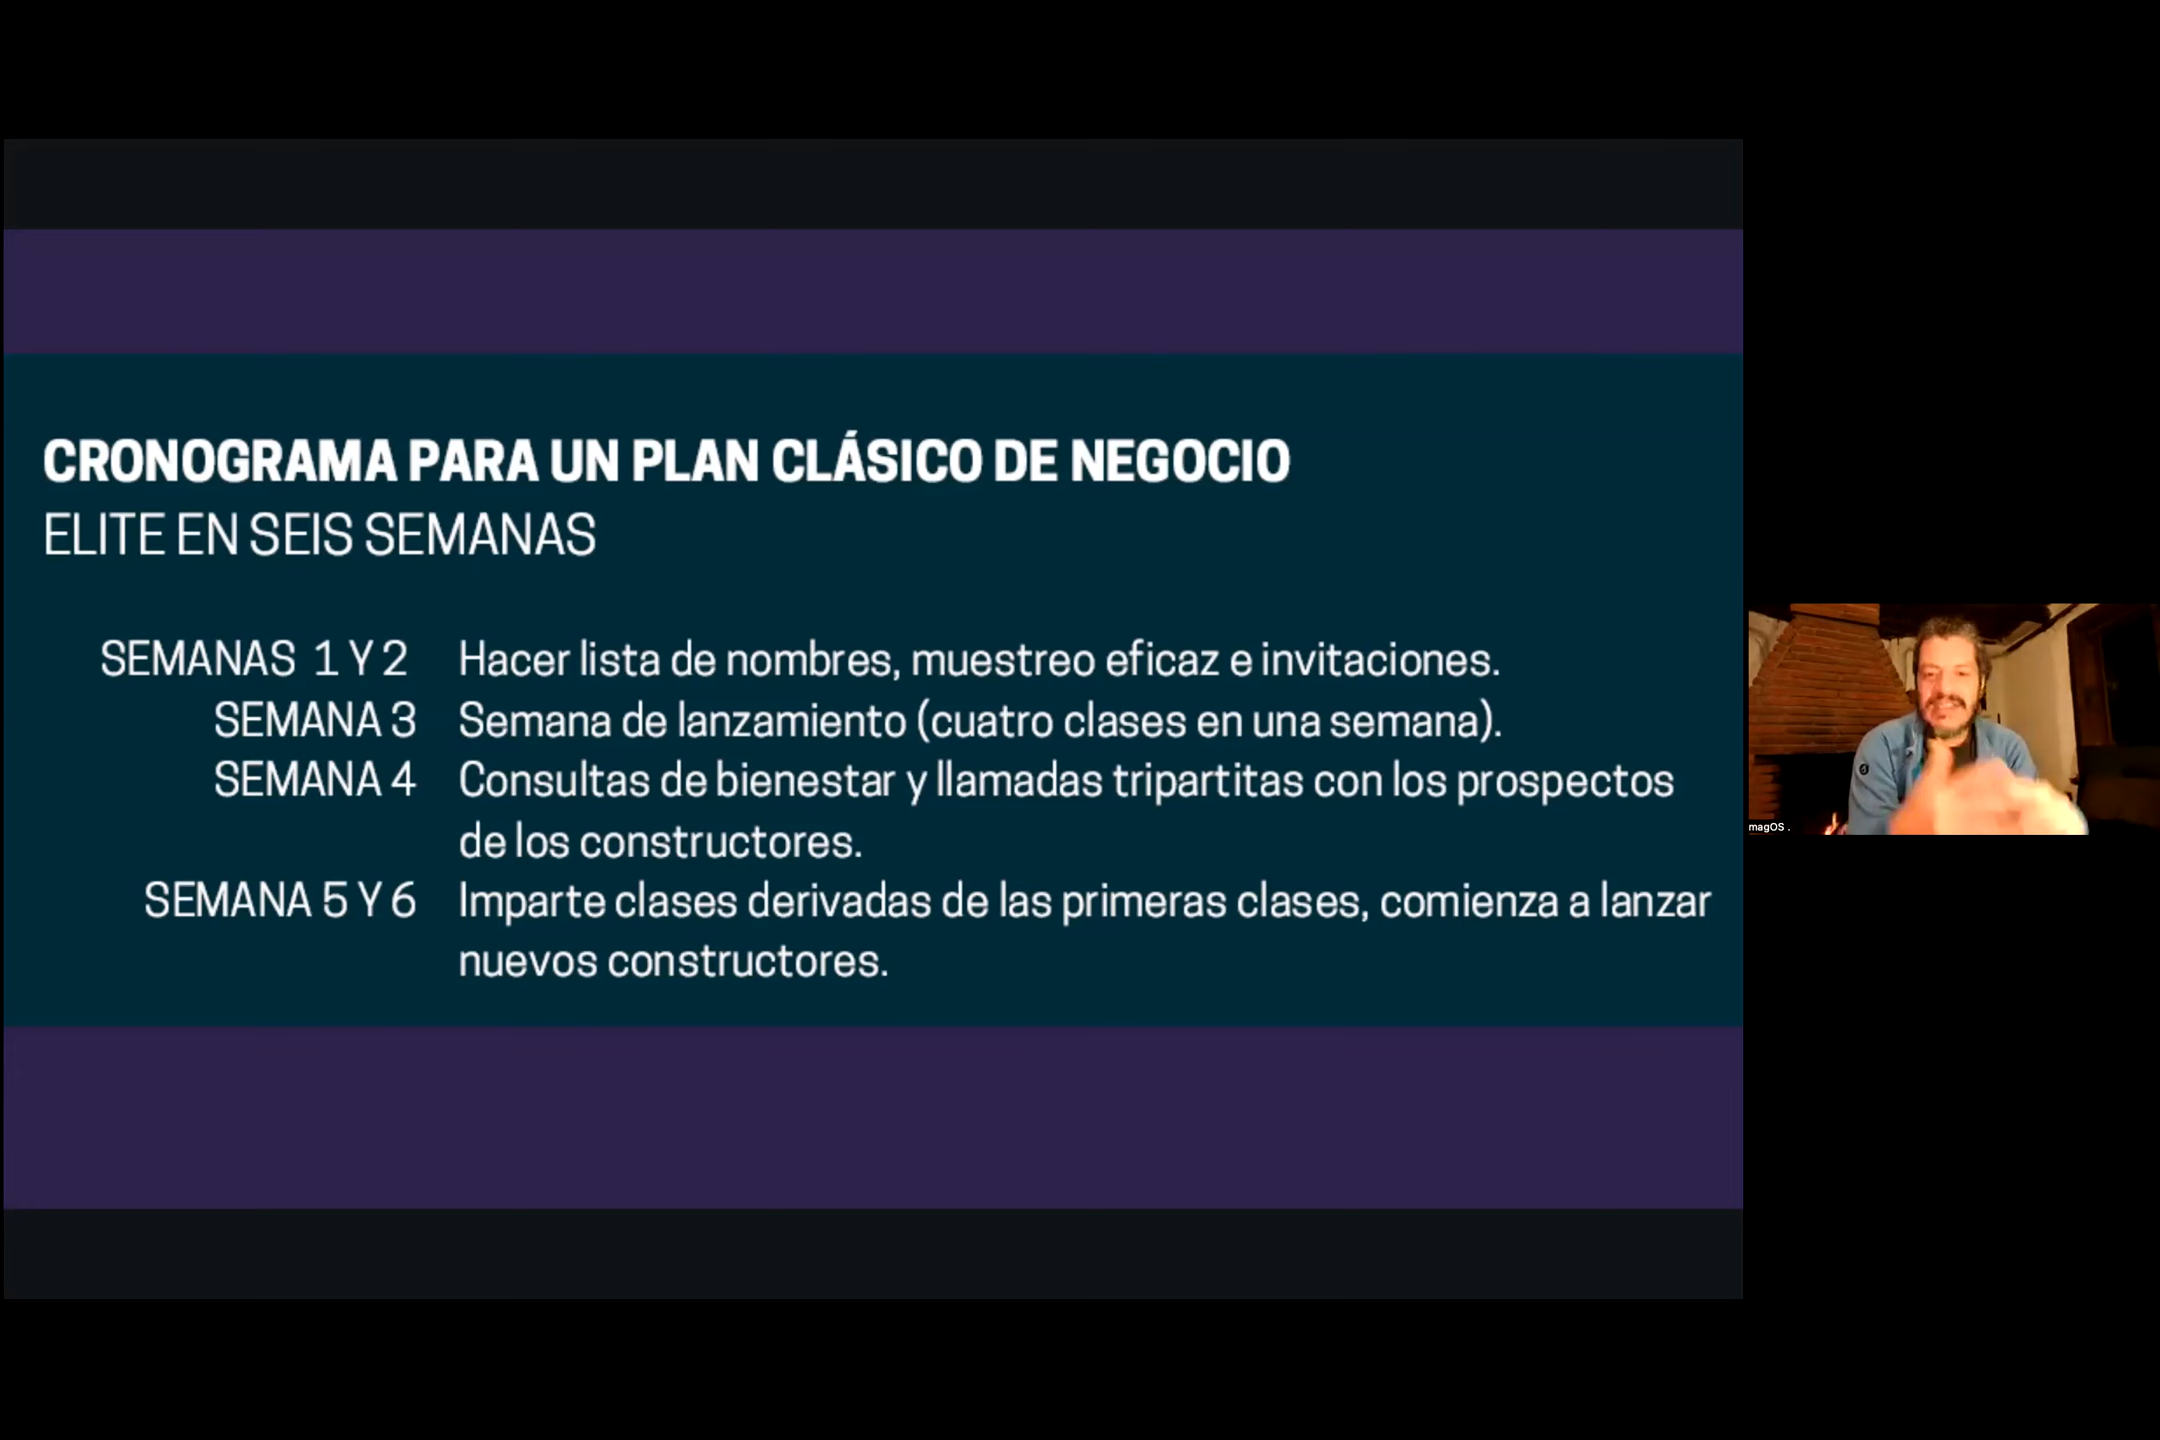 CRONOGRAMA PARA UN PLAN CLÁSICO DE NEGOCIO
ELITE EN SEIS SEMANAS
SEMANAS 1 Y 2 Hacer lista de nombres, muestreo eficaz e invitaciones.
SEMANA 3 Semana de lanzamiento (cuatro clases en una semana).
SEMANA 4 Consultas de bienestar y llamadas tripartitas con los prospectos
de los constructores.
SEMANA 5 Y 6 Imparte clases derivadas de las primeras clases, comienza a lanzar
nuevos constructores.
magOS .